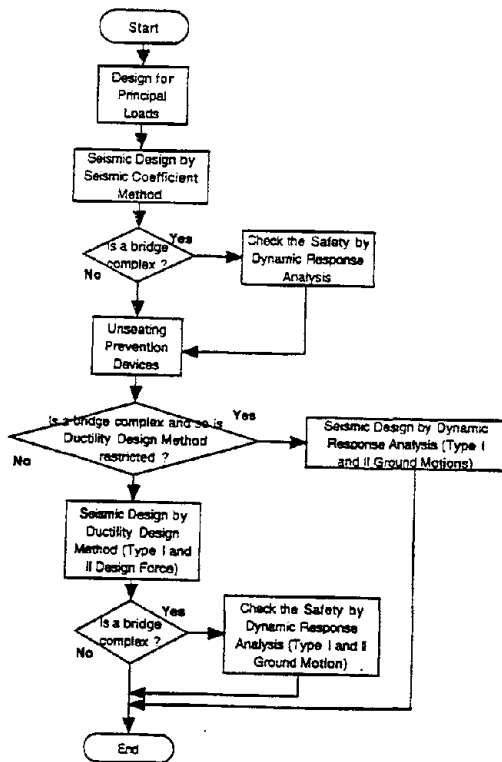 Start
Design for
Principal
Loads
Seismic Design by
Seismic Coefficient
Method
Is a bridge
complex ?
Yes
No
Check the Safety by
Dynamic Response
Analysis
Unseating
Prevention
Devices
Is a bridge complex and so is
Ductility Design Method
restricted ?
Yes
No
Seismic Design by Dynamic
Response Analysis (Type I
and II Ground Motions)
Seismic Design by
Ductility Design
Method (Type I and
II Design Force)
Is a bridge
complex ?
Yes
No
Check the Safety by
Dynamic Response
Analysis (Type I and II
Ground Motion)
End